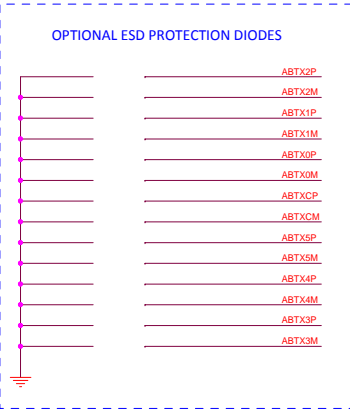 OPTIONAL ESD PROTECTION DIODES
ABTX2P
ABTX2M
ABTX1P
ABTX1M
ABTX0P
ABTX0M
ABTXCP
ABTXCM
ABTX5P
ABTX5M
ABTX4P
ABTX4M
ABTX3P
ABTX3M